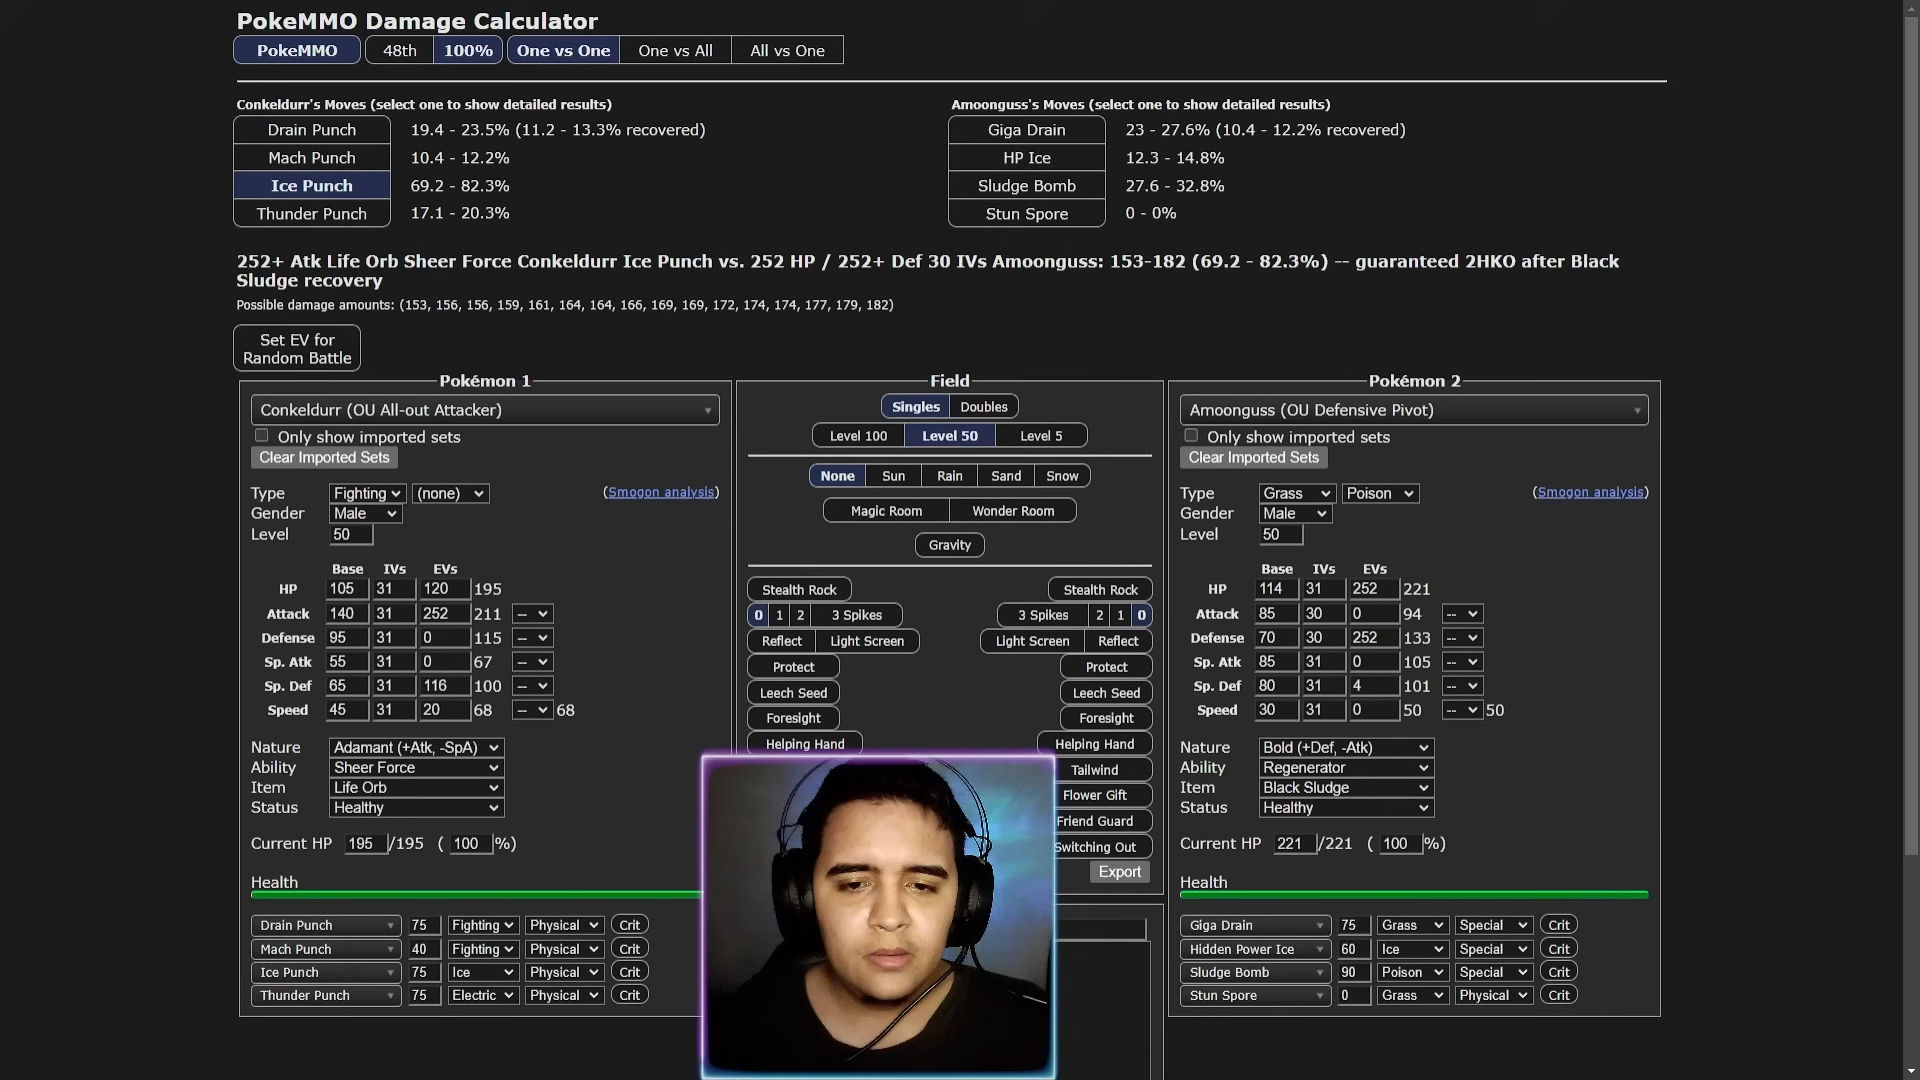 PokeMMO Damage Calculator
PokeMMO 48th 100% One vs One One vs All All vs One
Conkeldurr's Moves (select one to show detailed results)
Drain Punch 19.4 - 23.5% (11.2 - 13.3% recovered)
Mach Punch 10.4 - 12.2%
Ice Punch 69.2 - 82.3%
Thunder Punch 17.1 - 20.3%
Amoonguss's Moves (select one to show detailed results)
Giga Drain 23 - 27.6% (10.4 - 12.2% recovered)
HP Ice 12.3 - 14.8%
Sludge Bomb 27.6 - 32.8%
Stun Spore 0 - 0%
252+ Atk Life Orb Sheer Force Conkeldurr Ice Punch vs. 252 HP / 252+ Def 30 IVs Amoonguss: 153-182 (69.2 - 82.3%) -- guaranteed 2HKO after Black
Sludge recovery
Possible damage amounts: (153, 156, 156, 159, 161, 164, 164, 166, 169, 169, 172, 174, 174, 177, 179, 182)
Set EV for
Random Battle
Pokémon 1
Conkeldurr (OU All-out Attacker)
Only show imported sets
Clear Imported Sets
Type Fighting (none) (Smogon analysis)
Gender Male
Level 50
Base IVs EVs
HP 105 31 120 195
Attack 140 31 252 211 --
Defense 95 31 0 115 --
Sp. Atk 55 31 0 67 --
Sp. Def 65 31 116 100 --
Speed 45 31 20 68 -- 68
Nature Adamant (+Atk, -SpA)
Ability Sheer Force
Item Life Orb
Status Healthy
Current HP 195 /195 ( 100 %)
Health
Drain Punch 75 Fighting Physical Crit
Mach Punch 40 Fighting Physical Crit
Ice Punch 75 Ice Physical Crit
Thunder Punch 75 Electric Physical Crit
Field
Singles Doubles
Level 100 Level 50 Level 5
None Sun Rain Sand Snow
Magic Room Wonder Room
Gravity
Stealth Rock Stealth Rock
0 1 2 3 Spikes 3 Spikes 2 1 0
Reflect Light Screen Light Screen Reflect
Protect Protect
Leech Seed Leech Seed
Foresight Foresight
Helping Hand Helping Hand
Tailwind
Flower Gift
Friend Guard
Switching Out
Export
Pokémon 2
Amoonguss (OU Defensive Pivot)
Only show imported sets
Clear Imported Sets
Type Grass Poison (Smogon analysis)
Gender Male
Level 50
Base IVs EVs
HP 114 31 252 221
Attack 85 30 0 94 --
Defense 70 30 252 133 --
Sp. Atk 85 31 0 105 --
Sp. Def 80 31 4 101 --
Speed 30 31 0 50 -- 50
Nature Bold (+Def, -Atk)
Ability Regenerator
Item Black Sludge
Status Healthy
Current HP 221 /221 ( 100 %)
Health
Giga Drain 75 Grass Special Crit
Hidden Power Ice 60 Ice Special Crit
Sludge Bomb 90 Poison Special Crit
Stun Spore 0 Grass Physical Crit